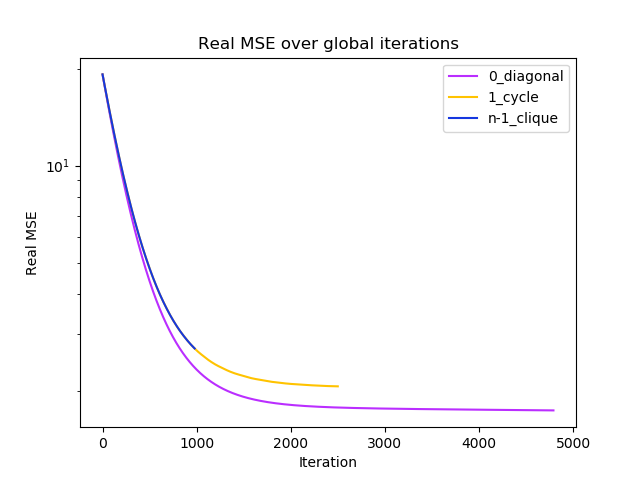 Real MSE over global iterations
0_diagonal
1_cycle
n-1_clique
10¹
Real MSE
0 1000 2000 3000 4000 5000
Iteration